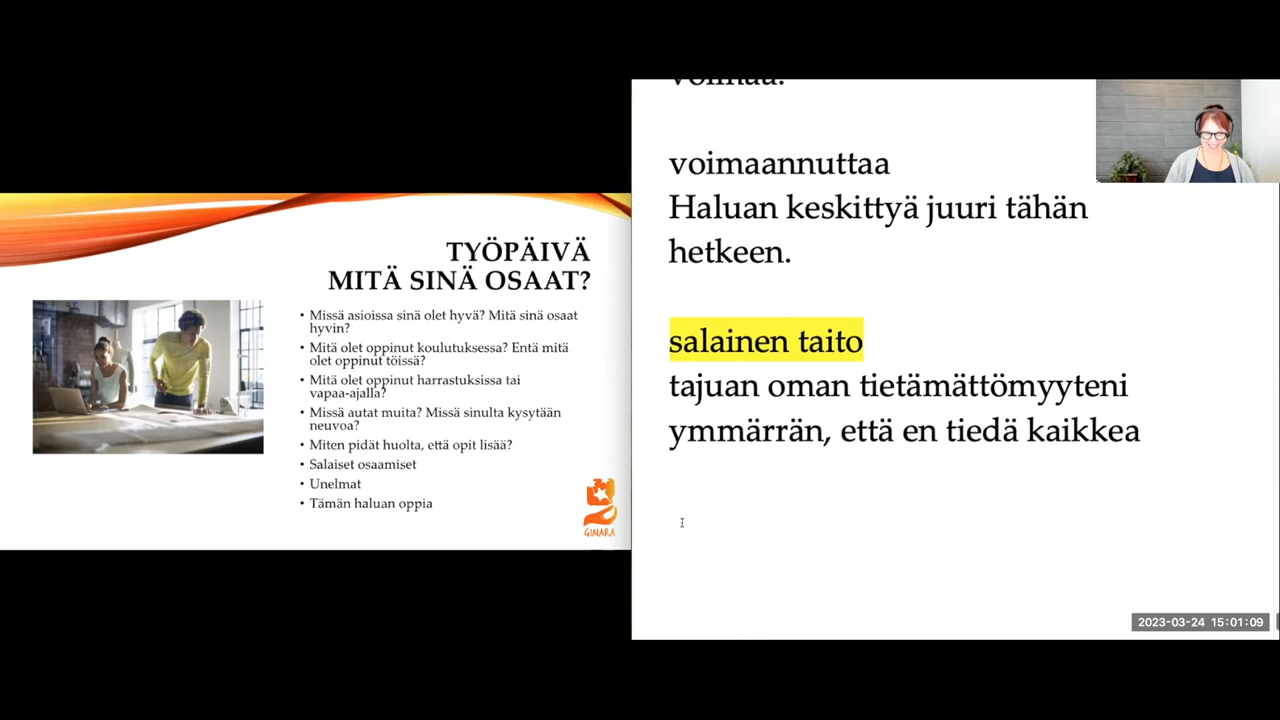 TYÖPÄIVÄ
MITÄ SINÄ OSAAT?
• Missä asioissa sinä olet hyvä? Mitä sinä osaat
hyvin?
• Mitä olet oppinut koulutuksessa? Entä mitä
olet oppinut töissä?
• Mitä olet oppinut harrastuksissa tai
vapaa-ajalla?
• Missä autat muita? Missä sinulta kysytään
neuvoa?
• Miten pidät huolta, että opit lisää?
• Salaiset osaamiset
• Unelmat
• Tämän haluan oppia
GIMARA
voimaa.
voimaannuttaa
Haluan keskittyä juuri tähän
hetkeen.
salainen taito
tajuan oman tietämättömyyteni
ymmärrän, että en tiedä kaikkea
2023-03-24 15:01:09